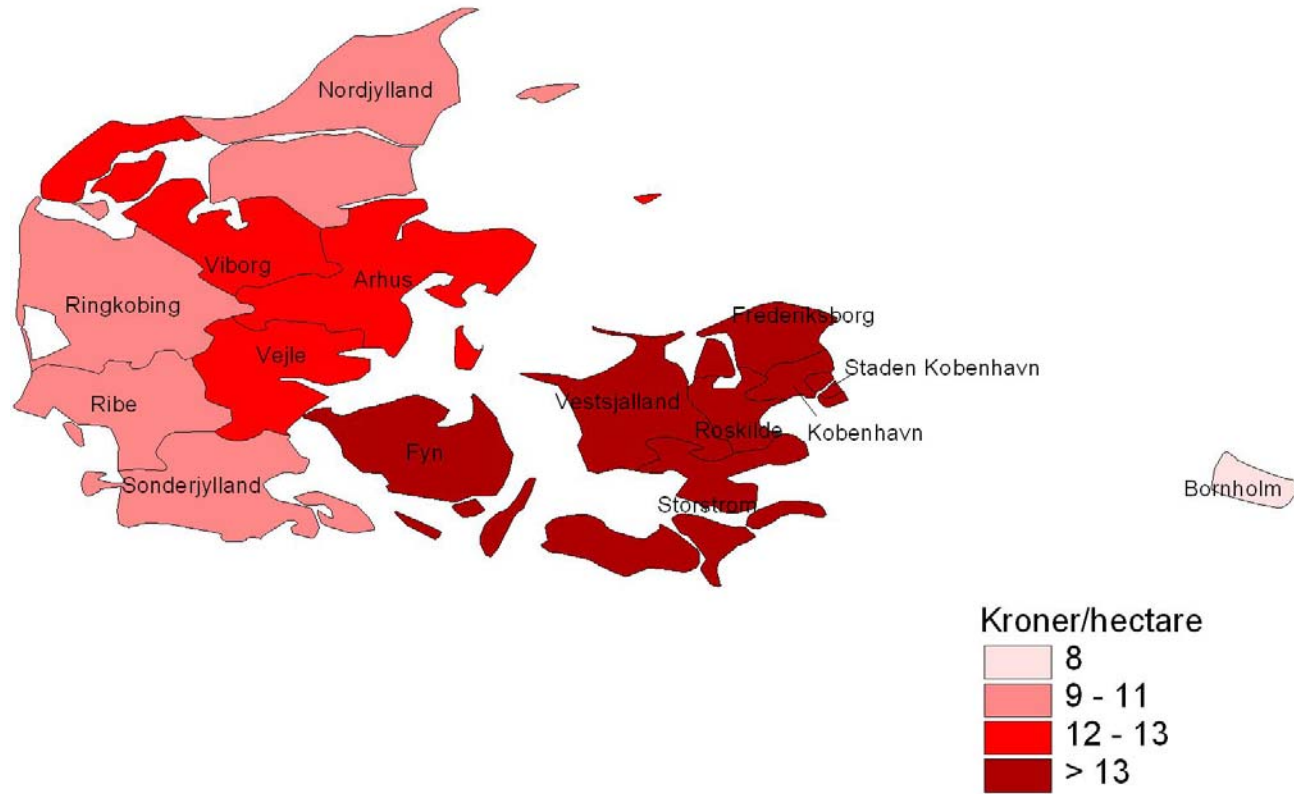 Nordjylland
Viborg
Arhus
Ringkobing
Frederiksborg
Vejle
Staden Kobenhavn
Ribe
Vestsjalland
Roskilde
Kobenhavn
Fyn
Sonderjylland
Bornholm
Storstrom
Kroner/hectare
8
9 - 11
12 - 13
> 13